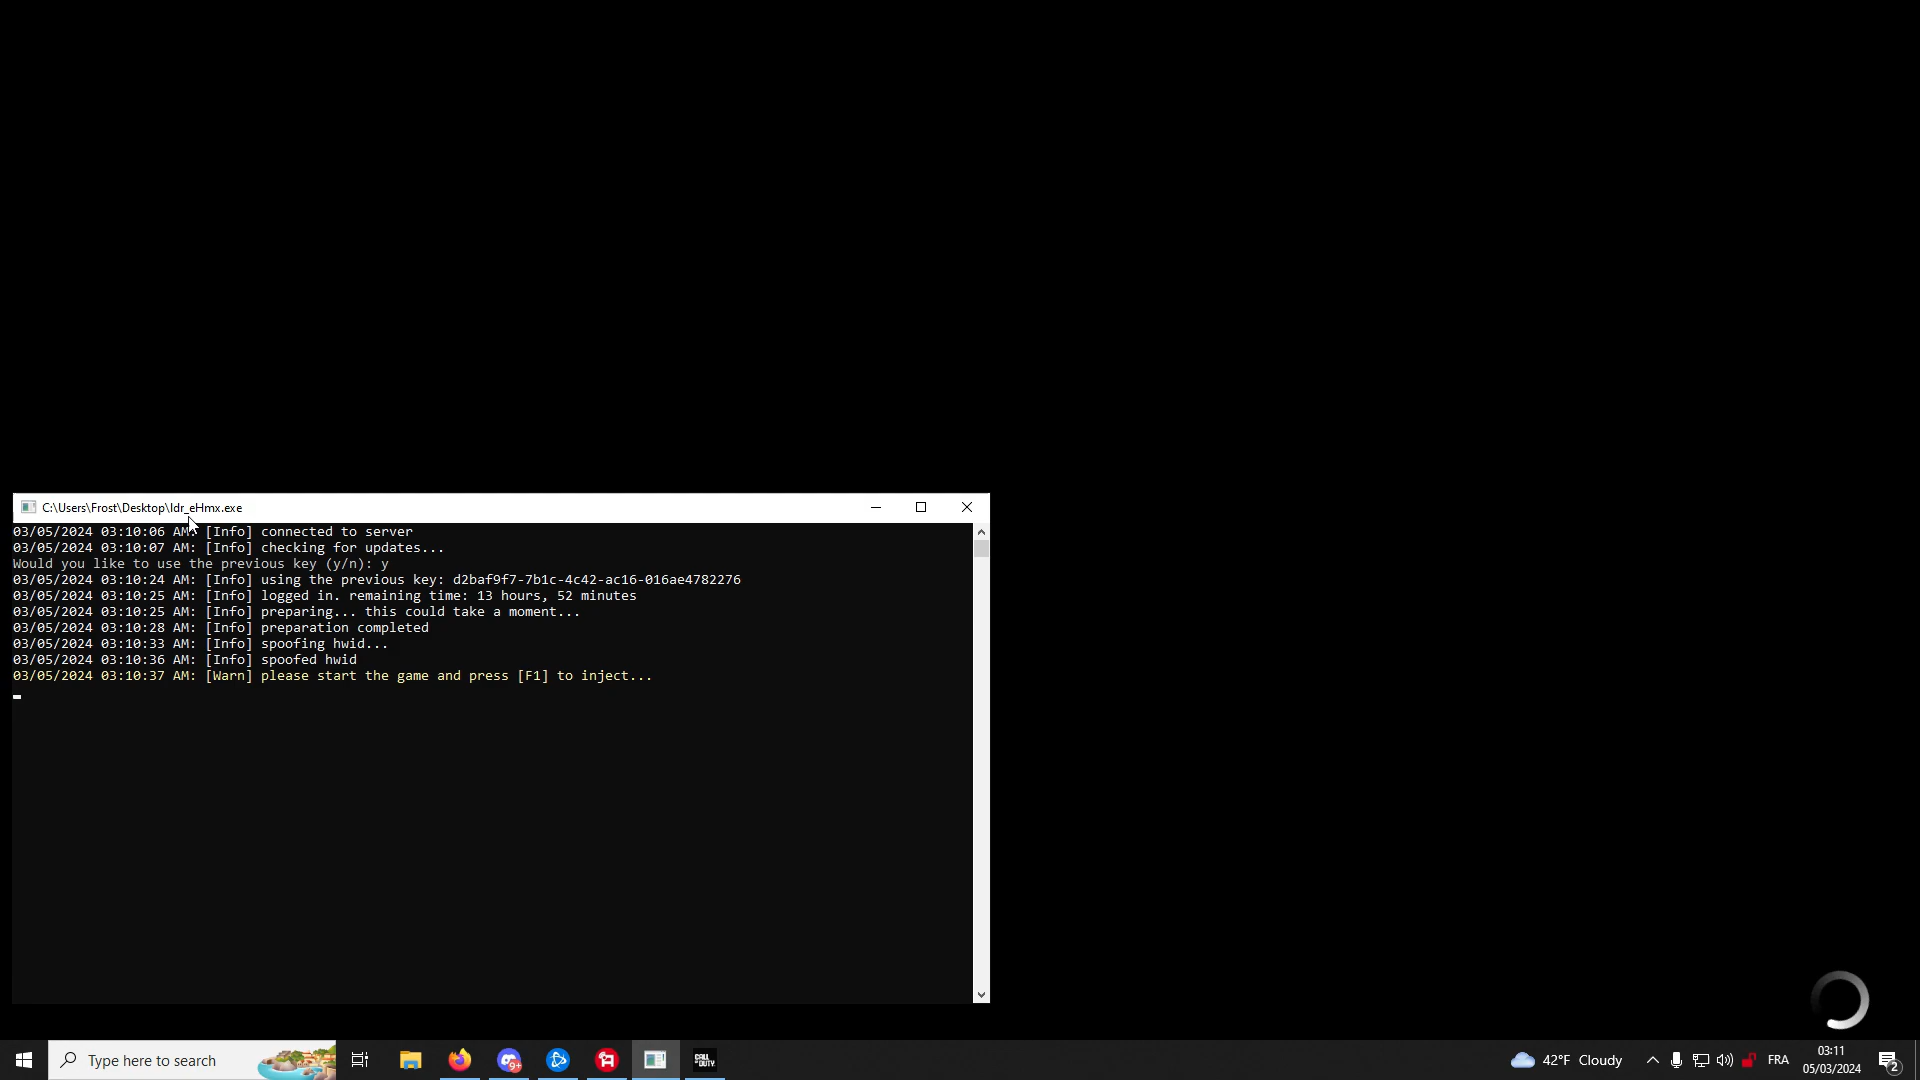 C:\Users\Frost\Desktop\ldr_eHmx.exe
03/05/2024 03:10:06 AM: [Info] connected to server
03/05/2024 03:10:07 AM: [Info] checking for updates...
Would you like to use the previous key (y/n): y
03/05/2024 03:10:24 AM: [Info] using the previous key: d2baf9f7-7b1c-4c42-ac16-016ae4782276
03/05/2024 03:10:25 AM: [Info] logged in. remaining time: 13 hours, 52 minutes
03/05/2024 03:10:25 AM: [Info] preparing... this could take a moment...
03/05/2024 03:10:28 AM: [Info] preparation completed
03/05/2024 03:10:33 AM: [Info] spoofing hwid...
03/05/2024 03:10:36 AM: [Info] spoofed hwid
03/05/2024 03:10:37 AM: [Warn] please start the game and press [F1] to inject...
Type here to search
9+
CALL OF DUTY
42°F Cloudy
FRA
03:11
05/03/2024
2